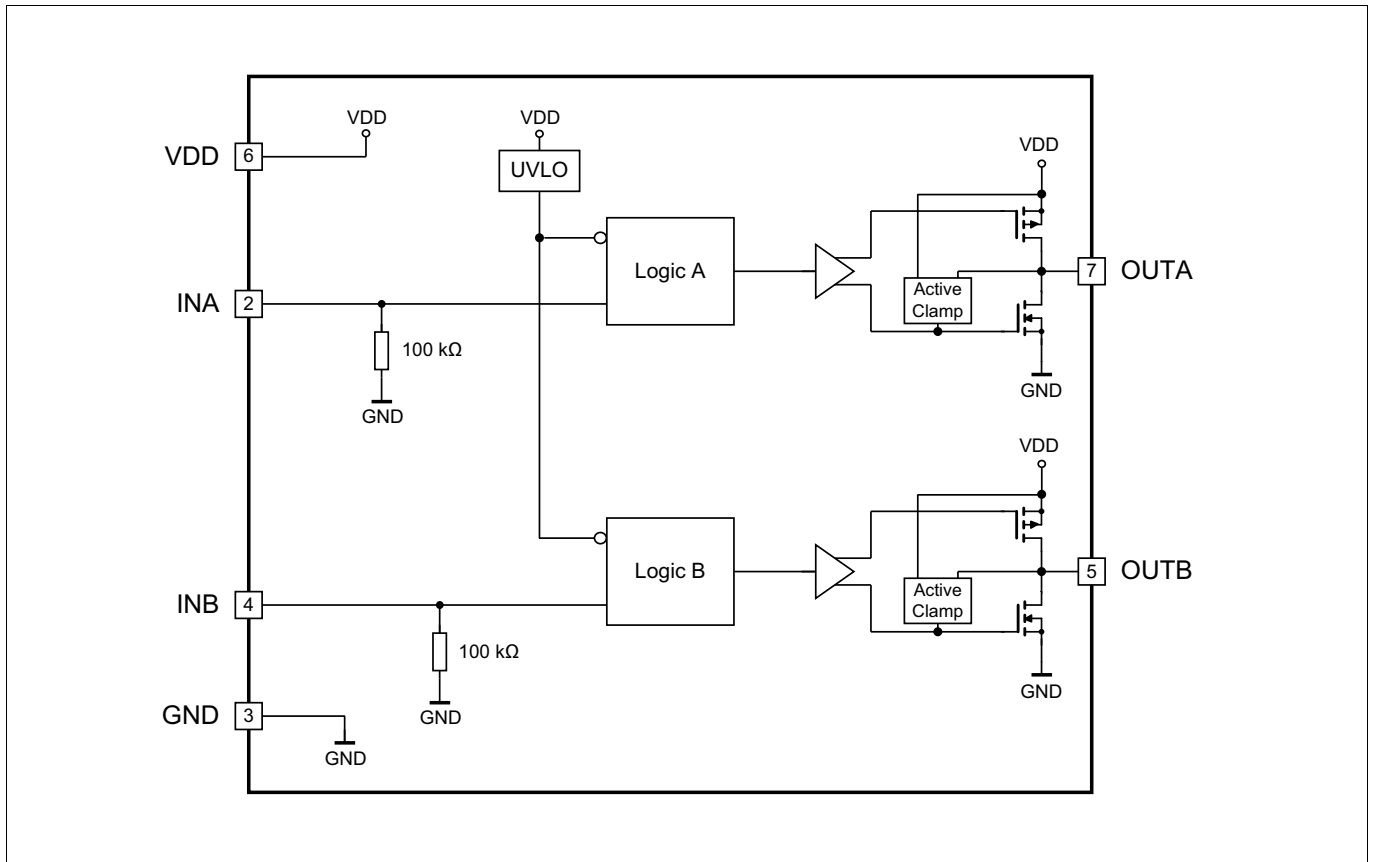 VDD
VDD
VDD
6
VDD
UVLO
Logic A
7
OUTA
INA
2
Active
Clamp
100 kΩ
GND
GND
VDD
Logic B
5
OUTB
INB
4
Active
Clamp
100 kΩ
GND
GND
GND
3
GND